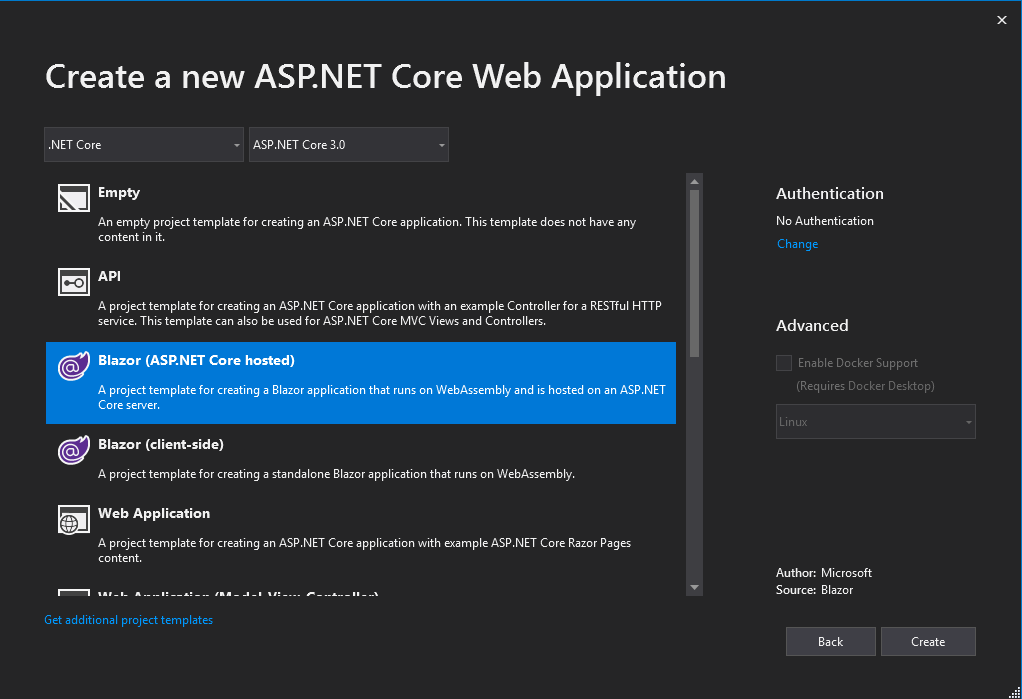 Create a new ASP.NET Core Web Application
.NET Core
ASP.NET Core 3.0
Empty
An empty project template for creating an ASP.NET Core application. This template does not have any
content in it.
API
A project template for creating an ASP.NET Core application with an example Controller for a RESTful HTTP
service. This template can also be used for ASP.NET Core MVC Views and Controllers.
Blazor (ASP.NET Core hosted)
A project template for creating a Blazor application that runs on WebAssembly and is hosted on an ASP.NET
Core server.
Blazor (client-side)
A project template for creating a standalone Blazor application that runs on WebAssembly.
Web Application
A project template for creating an ASP.NET Core application with example ASP.NET Core Razor Pages
content.
Web Application (Model-View-Controller)
Get additional project templates
Authentication
No Authentication
Change
Advanced
Enable Docker Support
(Requires Docker Desktop)
Linux
Author: Microsoft
Source: Blazor
Back
Create